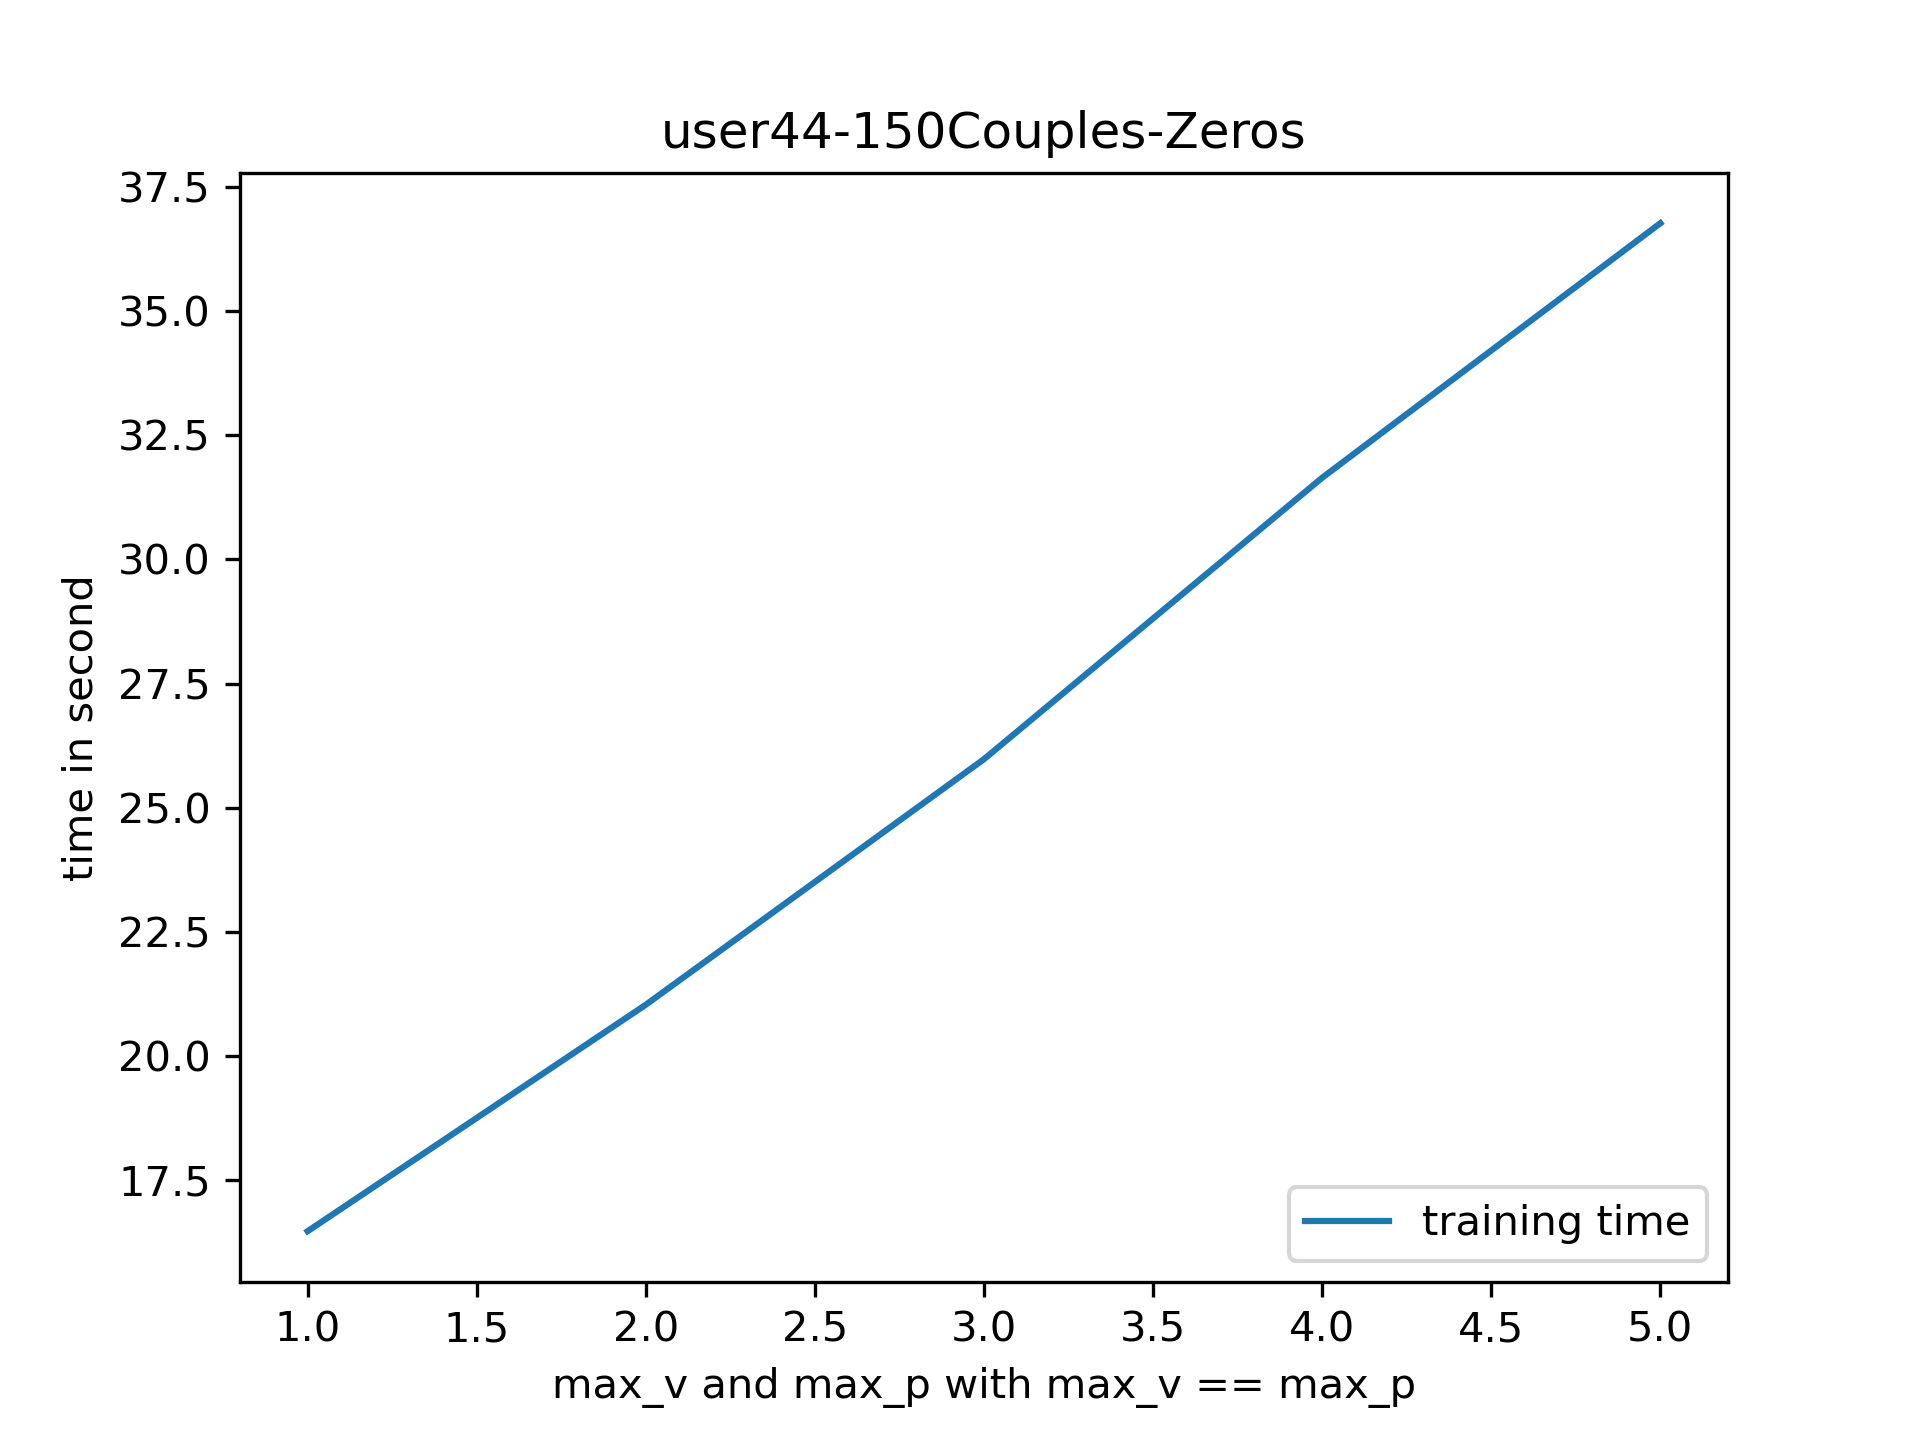 user44-150Couples-Zeros
37.5
35.0
32.5
30.0
27.5
25.0
22.5
20.0
17.5
time in second
training time
1.0 1.5 2.0 2.5 3.0 3.5 4.0 4.5 5.0
max_v and max_p with max_v == max_p